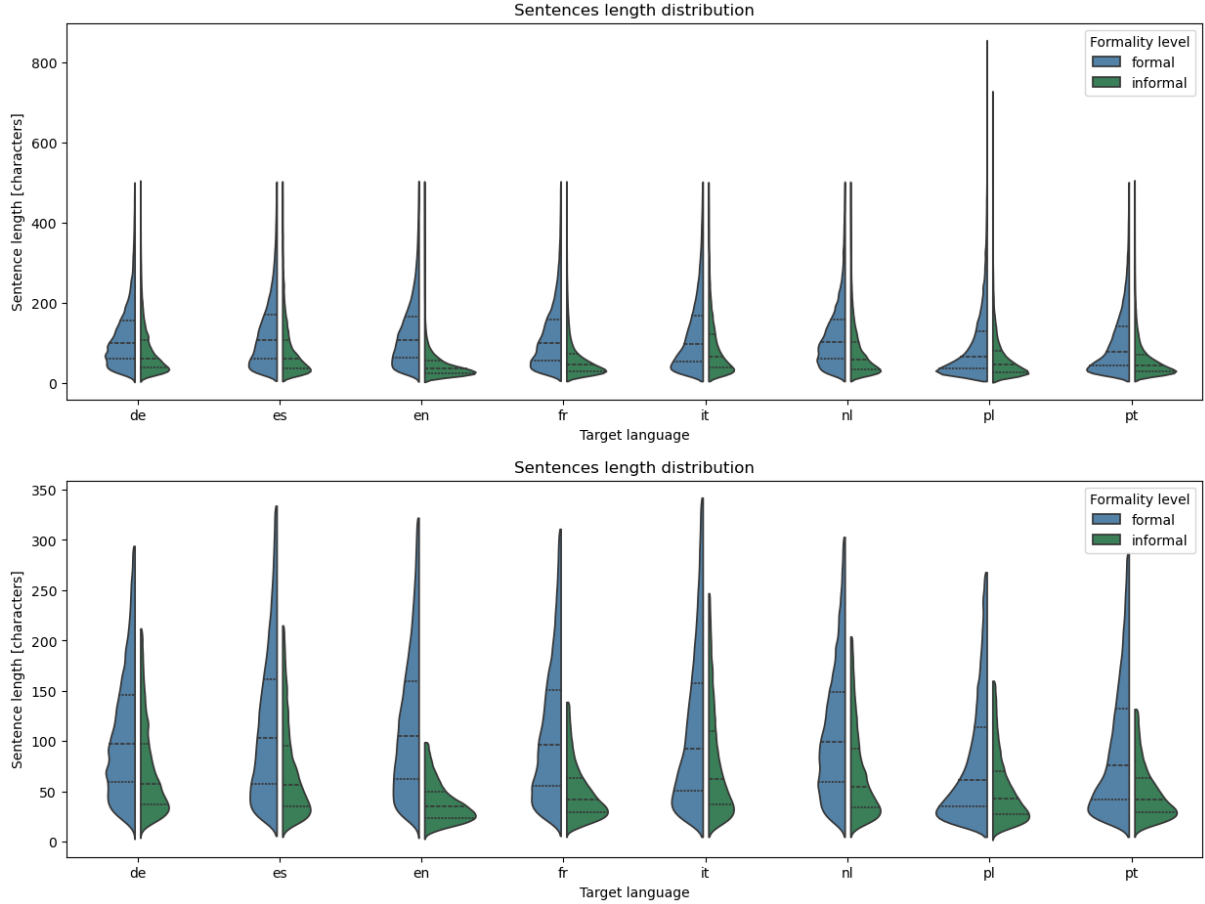 Sentences length distribution
Sentence length [characters]
800
600
400
200
0
Formality level
formal
informal
de es en fr it nl pl pt
Target language
Sentences length distribution
Sentence length [characters]
350
300
250
200
150
100
50
0
Formality level
formal
informal
de es en fr it nl pl pt
Target language